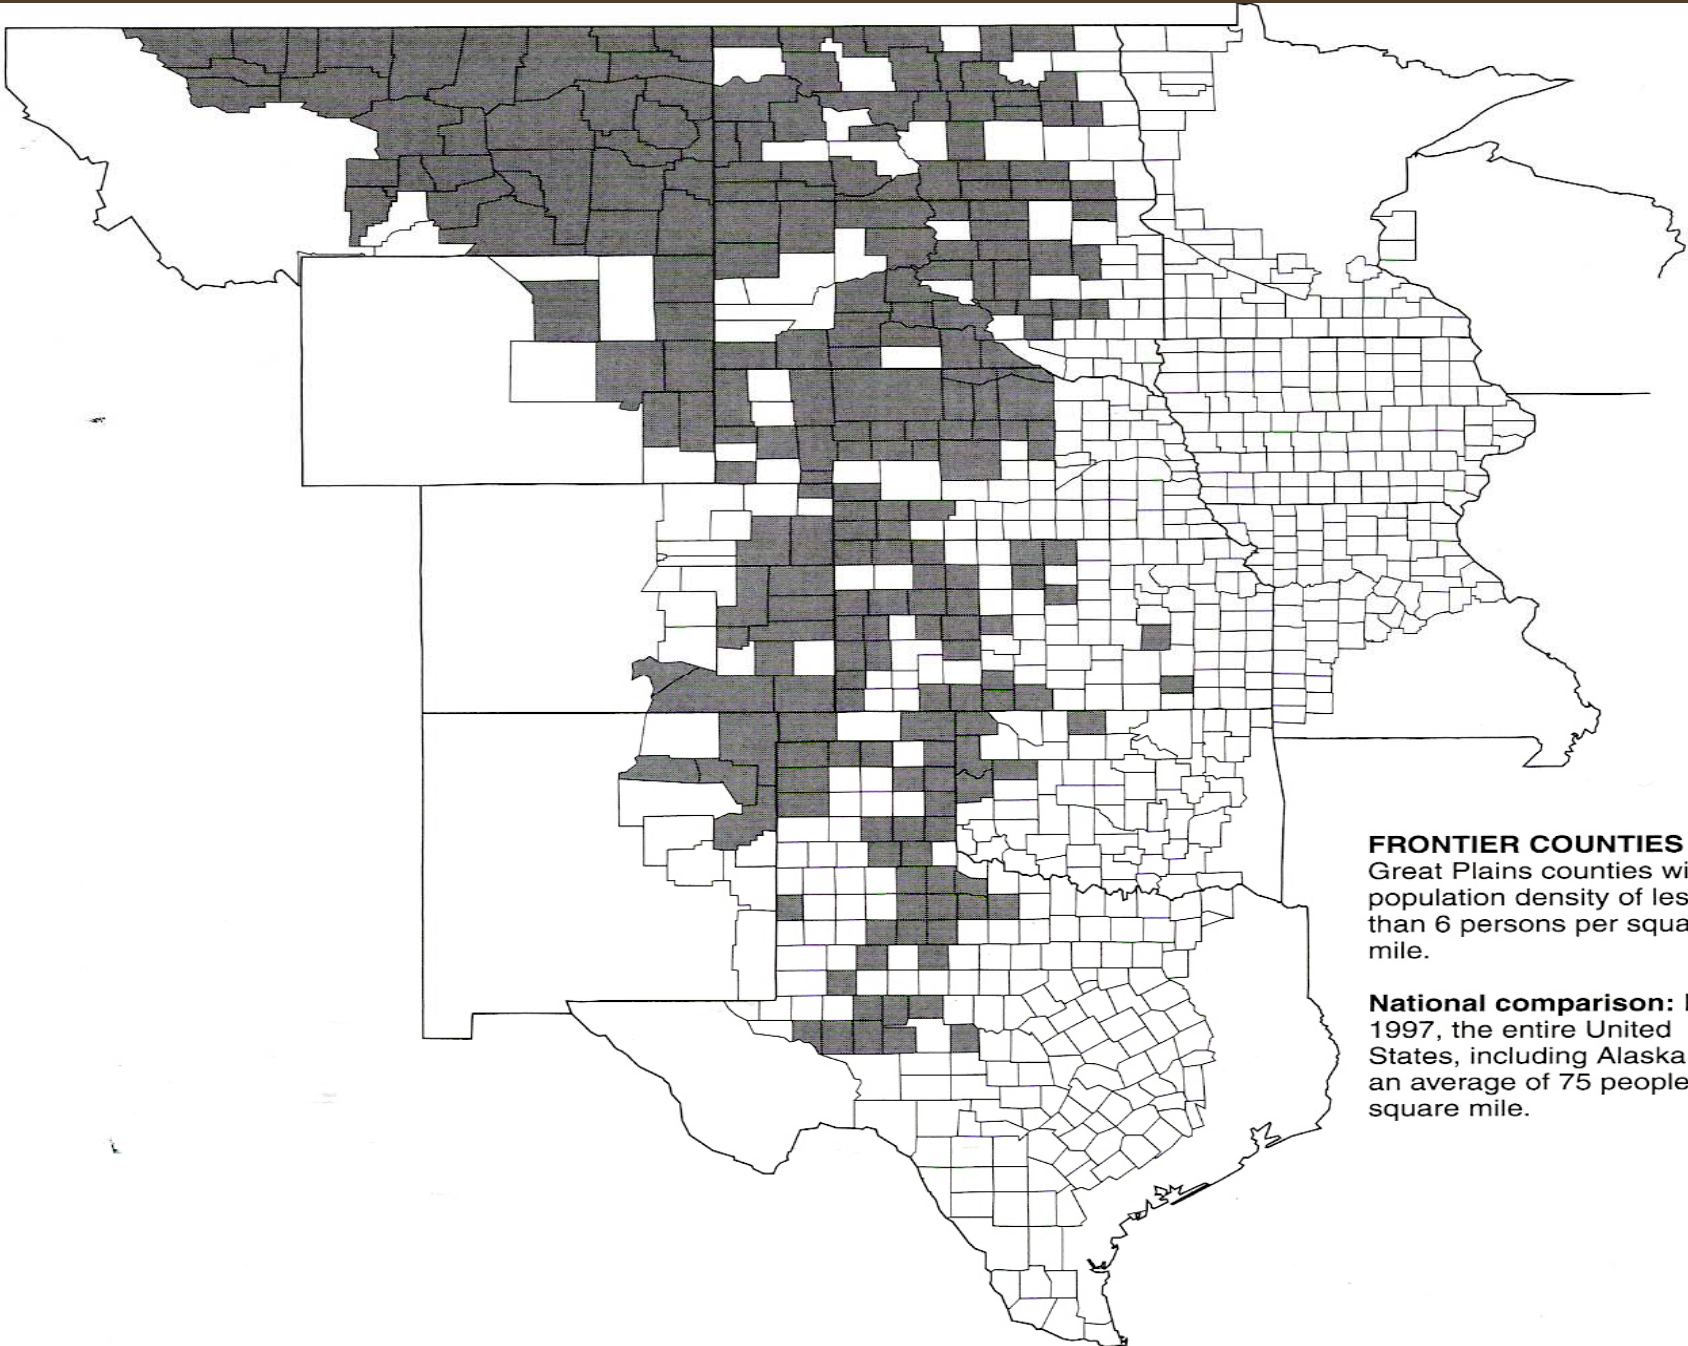 FRONTIER COUNTIES
Great Plains counties wi
population density of les
than 6 persons per squa
mile.
National comparison:
1997, the entire United
States, including Alaska
an average of 75 people
square mile.